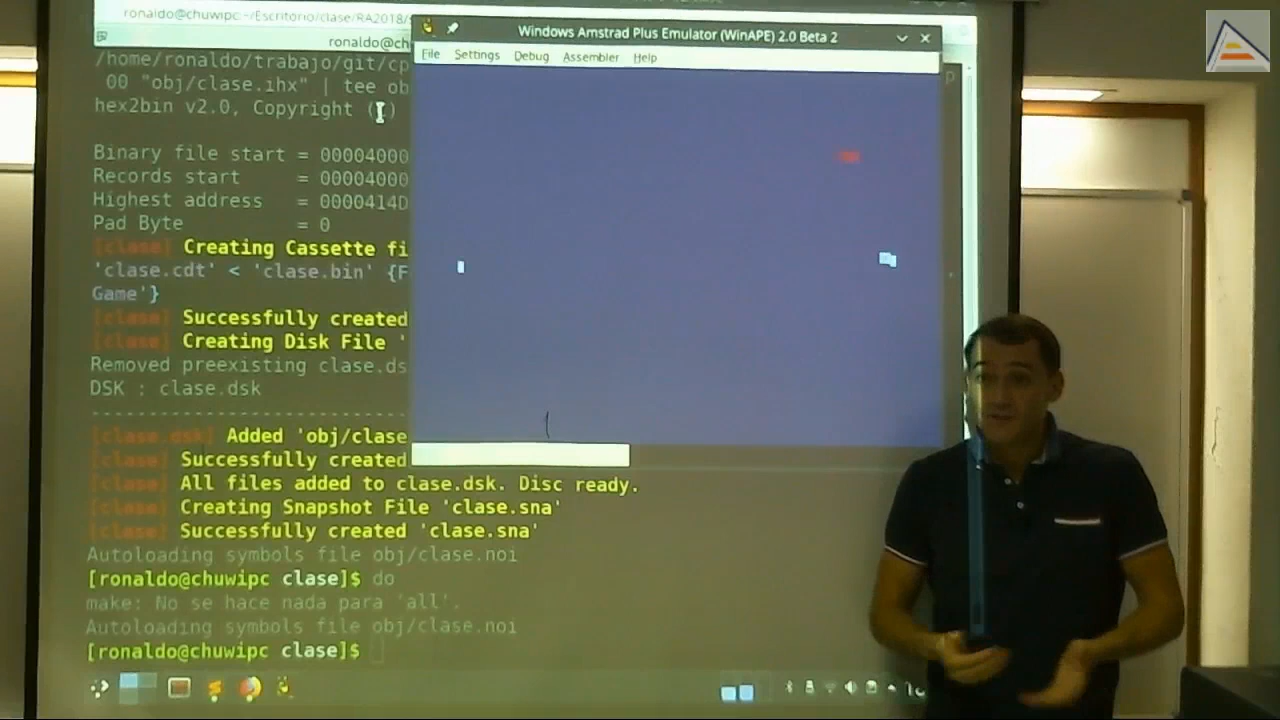 ronaldo@chuwipc: ~/Escritorio/clase/RA2018/
ronaldo@ch
Windows Amstrad Plus Emulator (WinAPE) 2.0 Beta 2
File Settings Debug Assembler Help
/home/ronaldo/trabajo/git/cp
00 "obj/clase.ihx" | tee ob
hex2bin v2.0, Copyright (
Binary file start = 00004000
Records start = 00004000
Highest address = 0000414D
Pad Byte = 0
[clase] Creating Cassette fi
'clase.cdt' < 'clase.bin' {F
Game'}
[clase] Successfully created
[clase] Creating Disk File '
Removed preexisting clase.ds
DSK : clase.dsk
----------------------------
[clase.dsk] Added 'obj/clase
[clase] Successfully created
[clase] All files added to clase.dsk. Disc ready.
[clase] Creating Snapshot File 'clase.sna'
[clase] Successfully created 'clase.sna'
Autoloading symbols file obj/clase.noi
[ronaldo@chuwipc clase]$ do
make: No se hace nada para 'all'.
Autoloading symbols file obj/clase.noi
[ronaldo@chuwipc clase]$